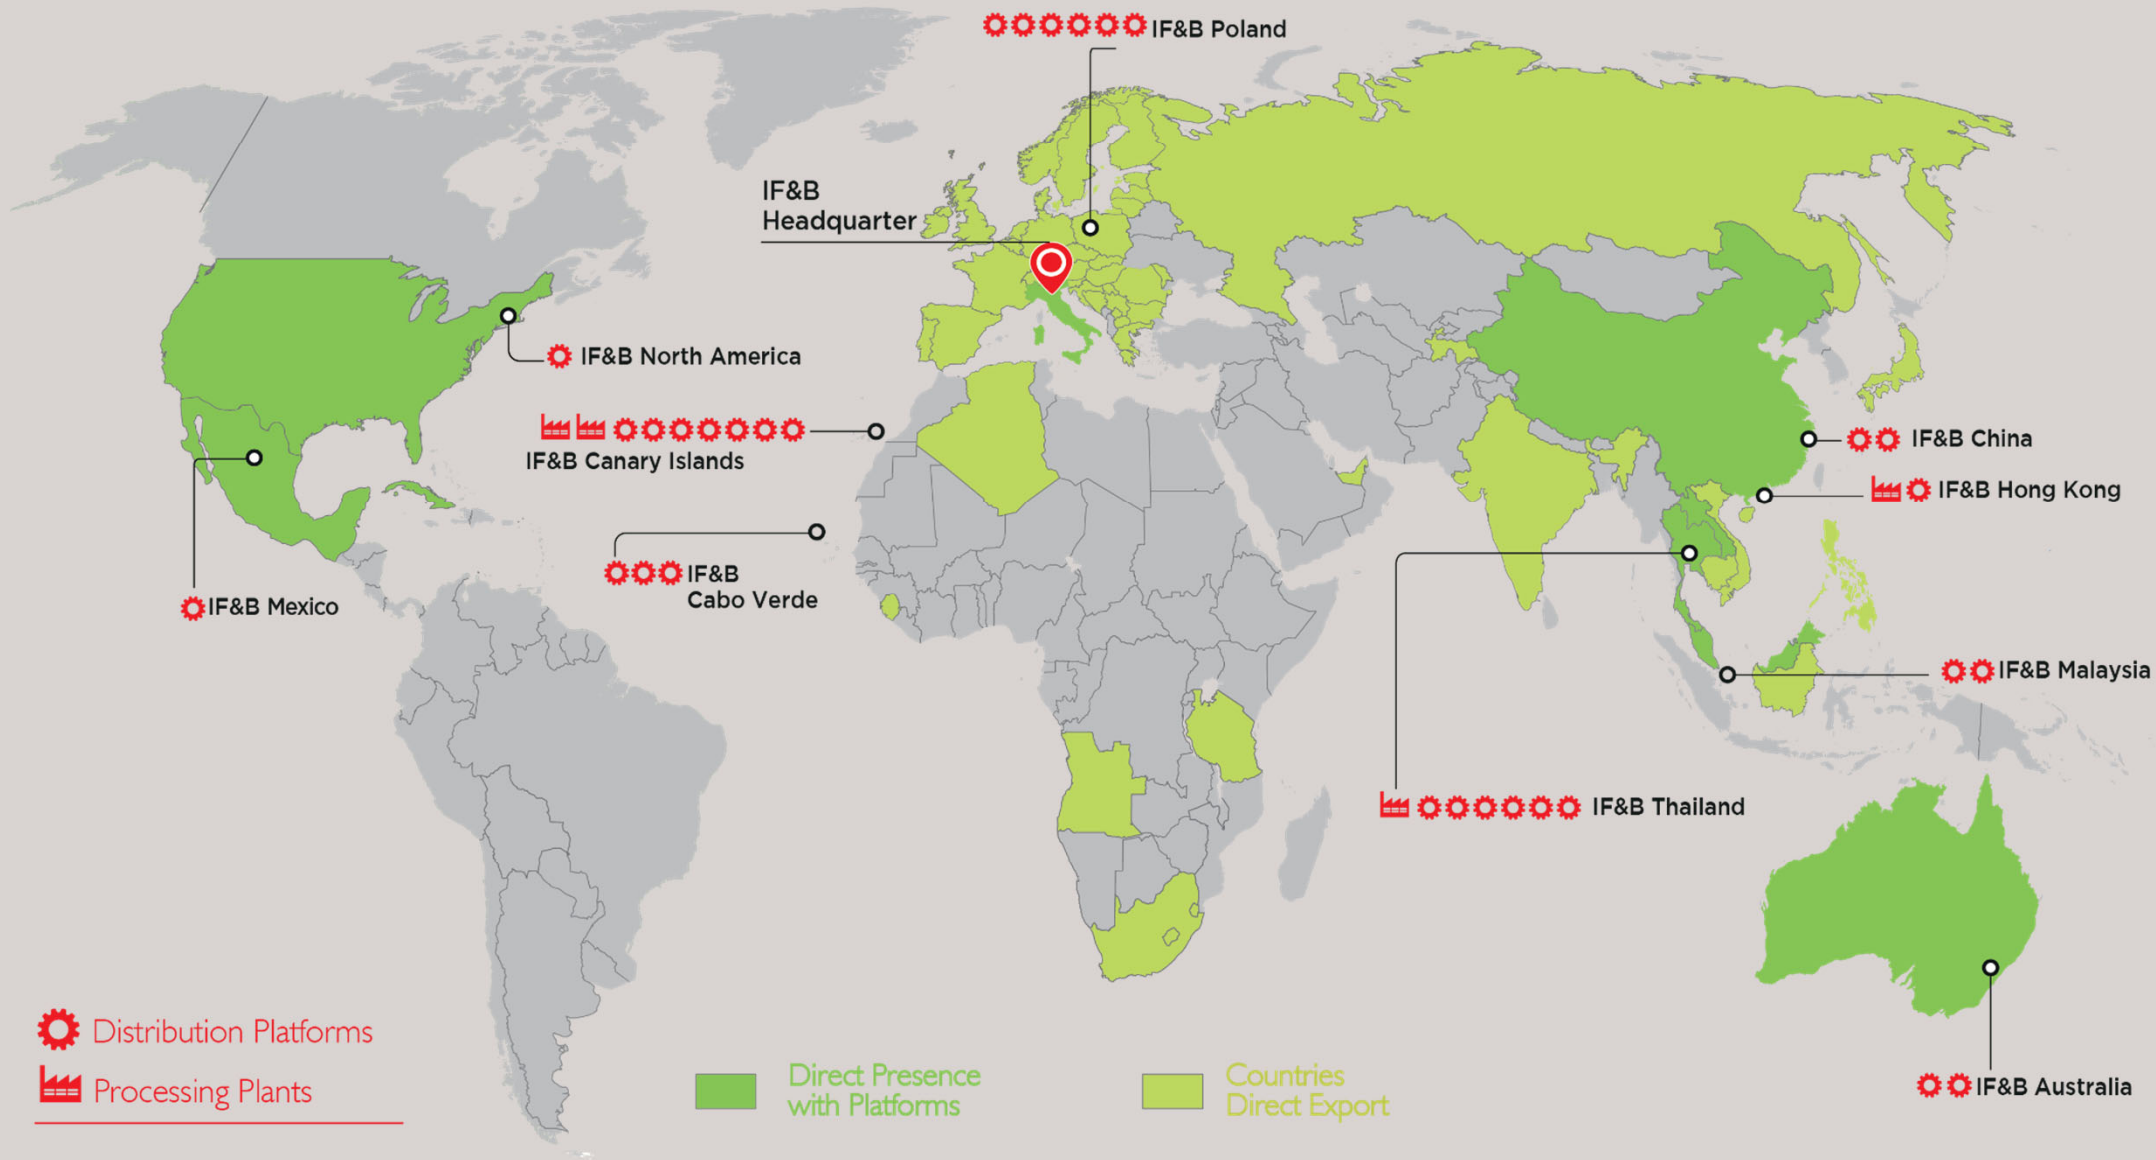 IF&B Poland
IF&B
Headquarter
IF&B North America
IF&B Canary Islands
IF&B China
IF&B Hong Kong
IF&B
Cabo Verde
IF&B Mexico
IF&B Malaysia
IF&B Thailand
Distribution Platforms
Processing Plants
Direct Presence
with Platforms
Countries
Direct Export
IF&B Australia